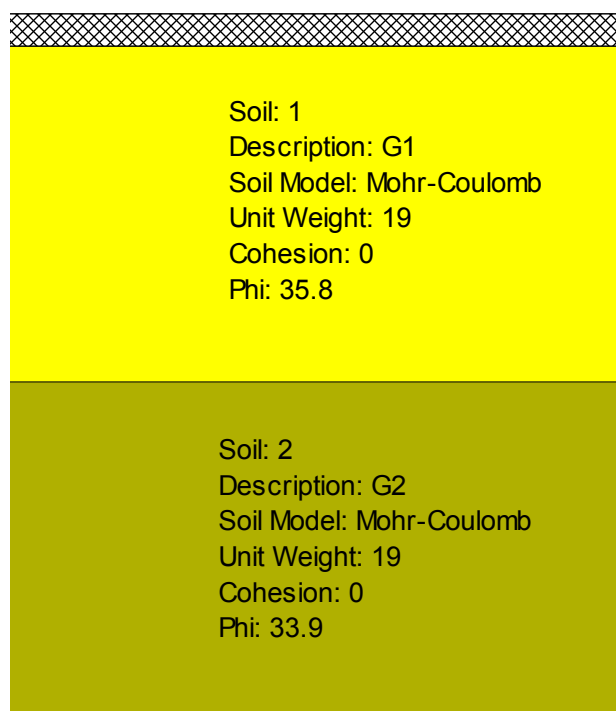 Soil: 1
Description: G1
Soil Model: Mohr-Coulomb
Unit Weight: 19
Cohesion: 0
Phi: 35.8
Soil: 2
Description: G2
Soil Model: Mohr-Coulomb
Unit Weight: 19
Cohesion: 0
Phi: 33.9